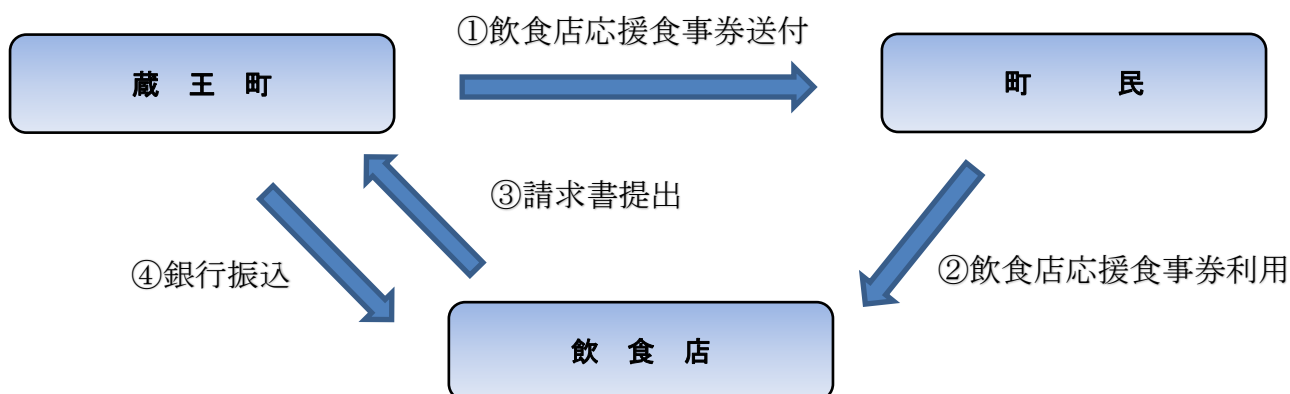 ①飲食店応援食事券送付
蔵 王 町
町 民
③請求書提出
④銀行振込
②飲食店応援食事券利用
飲 食 店